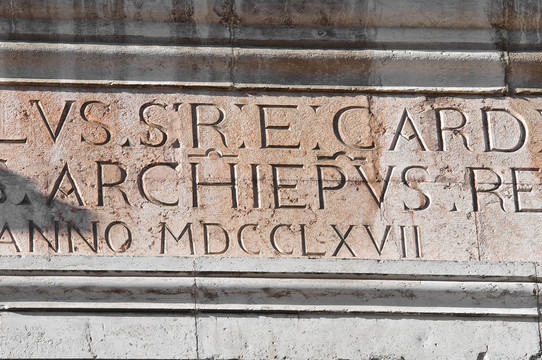 LVS·S·R·E·CARD
S·ARCHIEPVS·RE
ANNO MDCCLXVII